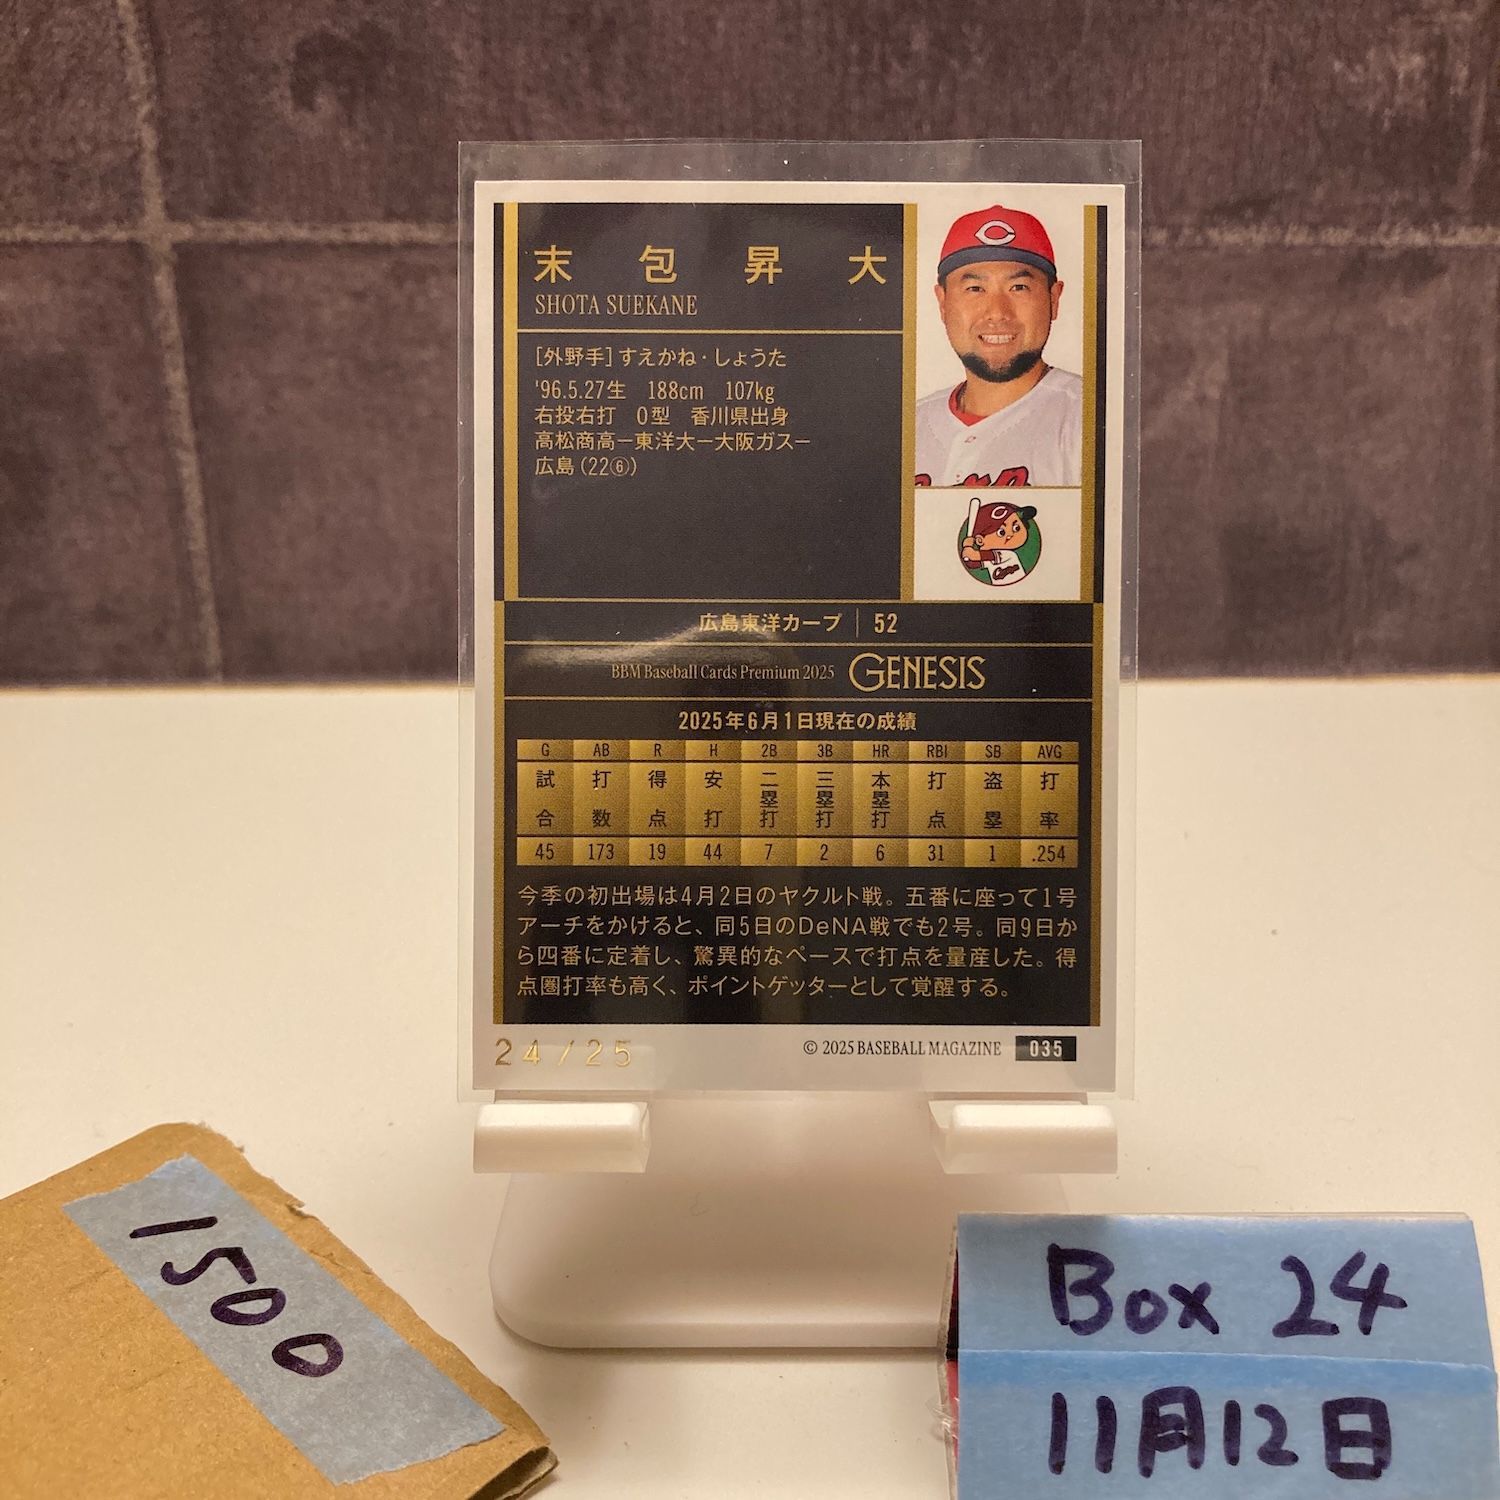 末包昇大
SHOTA SUEKANE
[外野手]すえかね・しょうた
'96.5.27生 188cm 107kg
右投右打 O型 香川県出身
高松商高ー東洋大ー大阪ガスー
広島(22⑥)
広島東洋カープ | 52
BBM Baseball Cards Premium 2025 GENESIS
2025年6月1日現在の成績
G AB R H 2B 3B HR RBI SB AVG
試合 打数 得点 安打 二塁打 三塁打 本塁打 打点 盗塁 打率
45 173 19 44 7 2 6 31 1 .254
今季の初出場は4月2日のヤクルト戦。五番に座って1号
アーチをかけると、同5日のDeNA戦でも2号。同9日か
ら四番に定着し、驚異的なペースで打点を量産した。得
点圏打率も高く、ポイントゲッターとして覚醒する。
24/25
© 2025 BASEBALL MAGAZINE 035
1500
Box 24
11月12日